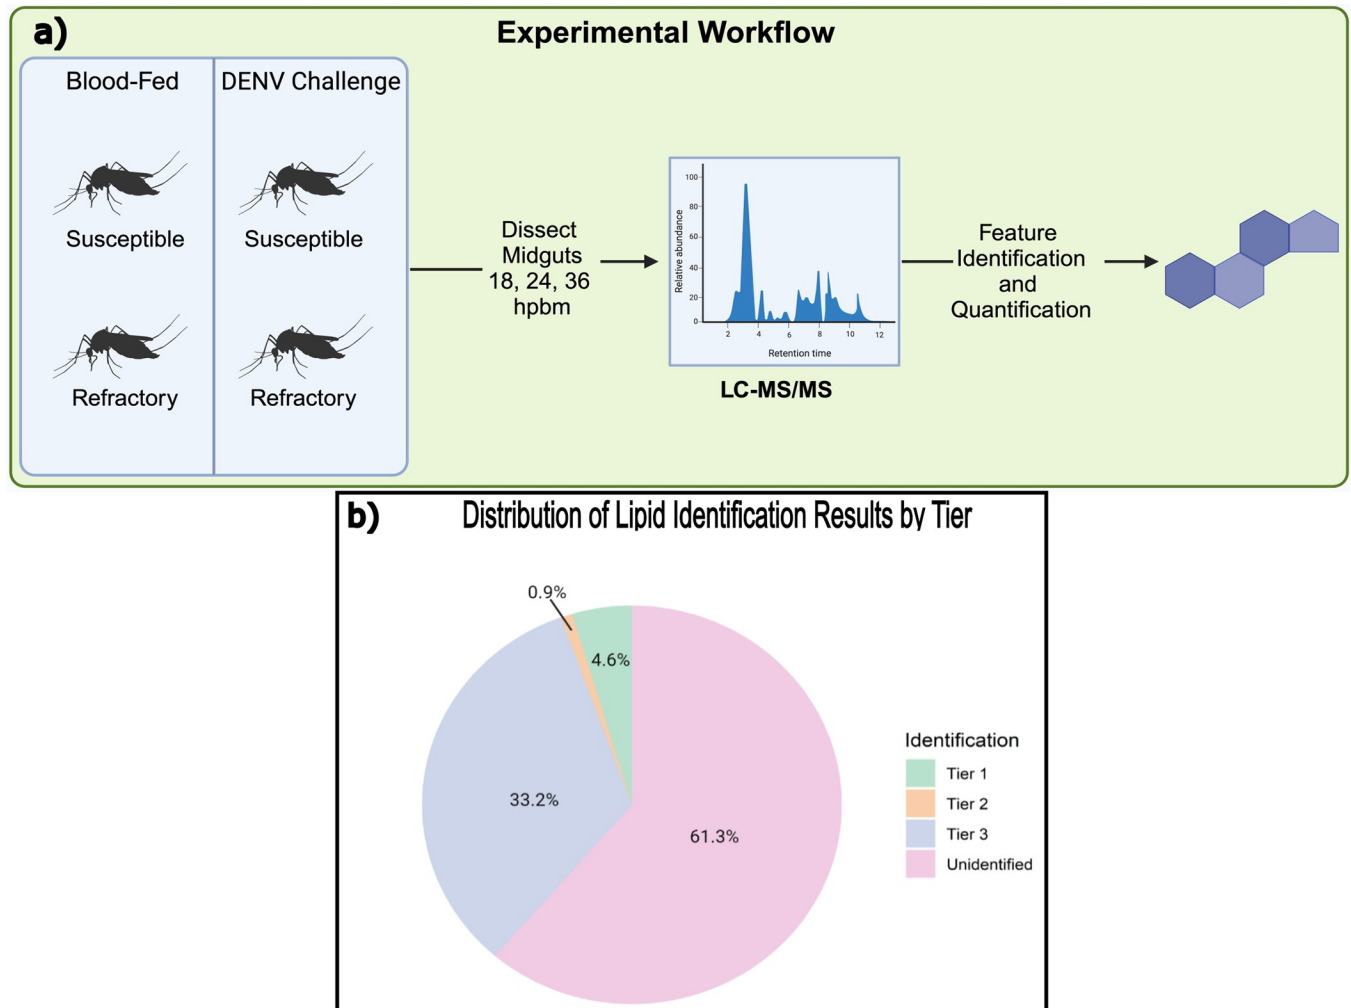 a)
Experimental Workflow
Blood-Fed
DENV Challenge
Susceptible
Susceptible
Refractory
Refractory
Dissect
Midguts
18, 24, 36
hpbm
Relative abundance
100
80
60
40
20
0
2 4 6 8 10 12
Retention time
LC-MS/MS
Feature
Identification
and
Quantification
b)
Distribution of Lipid Identification Results by Tier
0.9%
4.6%
33.2%
61.3%
Identification
Tier 1
Tier 2
Tier 3
Unidentified